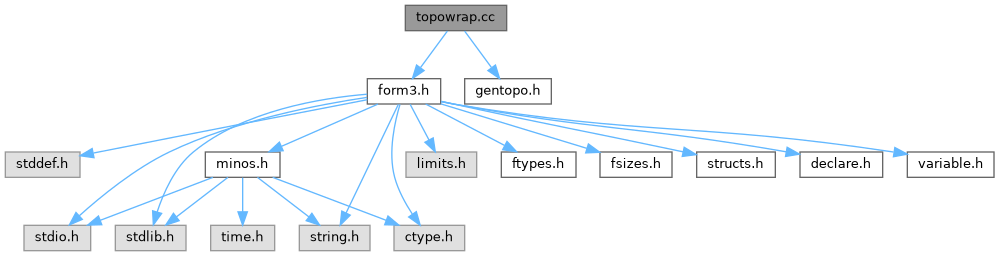 topowrap.cc
form3.h
gentopo.h
stddef.h
minos.h
limits.h
ftypes.h
fsizes.h
structs.h
declare.h
variable.h
stdio.h
stdlib.h
time.h
string.h
ctype.h